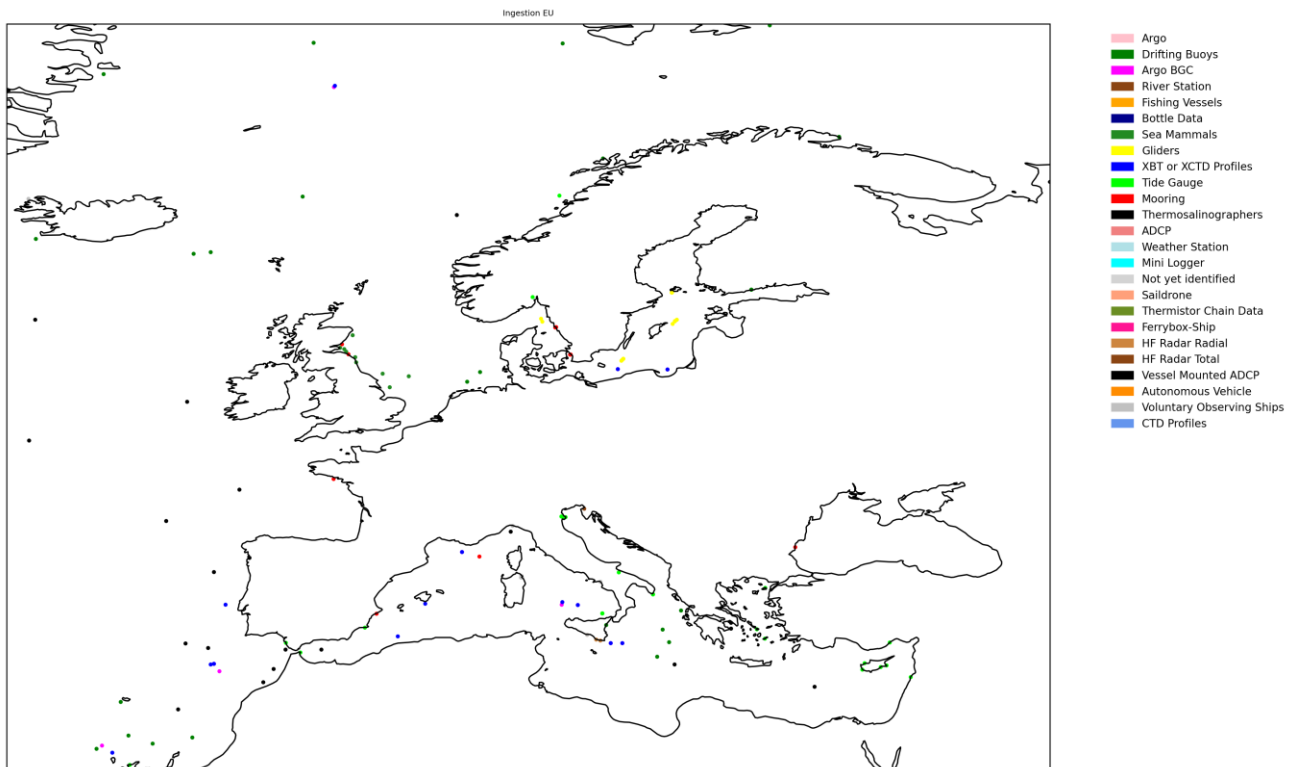 Ingestion EU
Argo
Drifting Buoys
Argo BGC
River Station
Fishing Vessels
Bottle Data
Sea Mammals
Gliders
XBT or XCTD Profiles
Tide Gauge
Mooring
Thermosalinographers
ADCP
Weather Station
Mini Logger
Not yet identified
Saildrone
Thermistor Chain Data
Ferrybox-Ship
HF Radar Radial
HF Radar Total
Vessel Mounted ADCP
Autonomous Vehicle
Voluntary Observing Ships
CTD Profiles